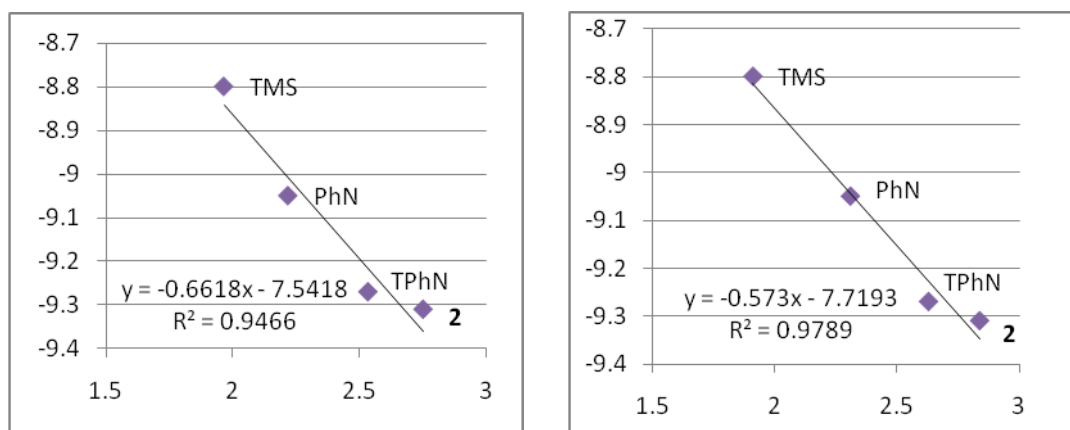 -8.7
-8.8
TMS
-8.9
-9
PhN
-9.1
-9.2
TPhN
y = -0.6618x - 7.5418
R² = 0.9466
-9.3
2
-9.4
1.5 2 2.5 3
-8.7
-8.8
TMS
-8.9
-9
PhN
-9.1
-9.2
TPhN
y = -0.573x - 7.7193
R² = 0.9789
-9.3
2
-9.4
1.5 2 2.5 3